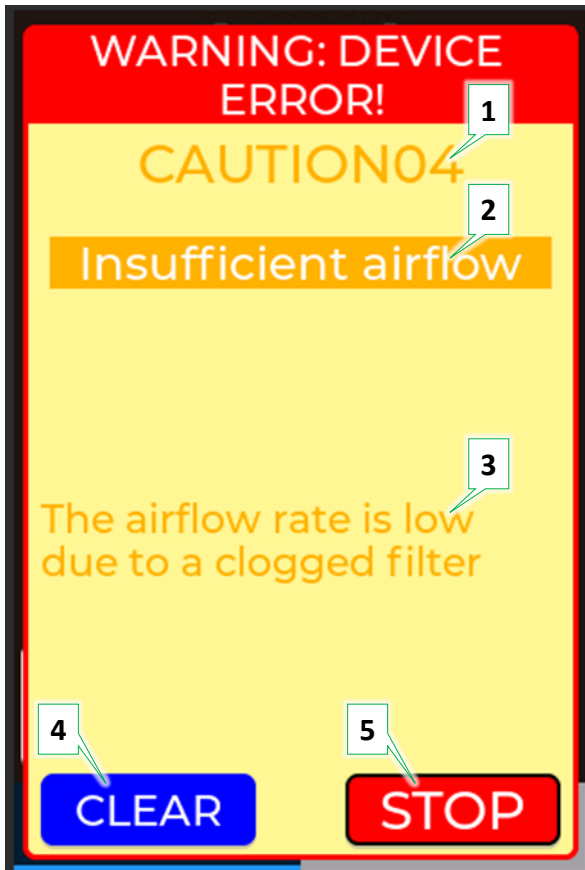 WARNING: DEVICE
ERROR!
1
CAUTION04
2
Insufficient airflow
3
The airflow rate is low
due to a clogged filter
4
5
CLEAR
STOP